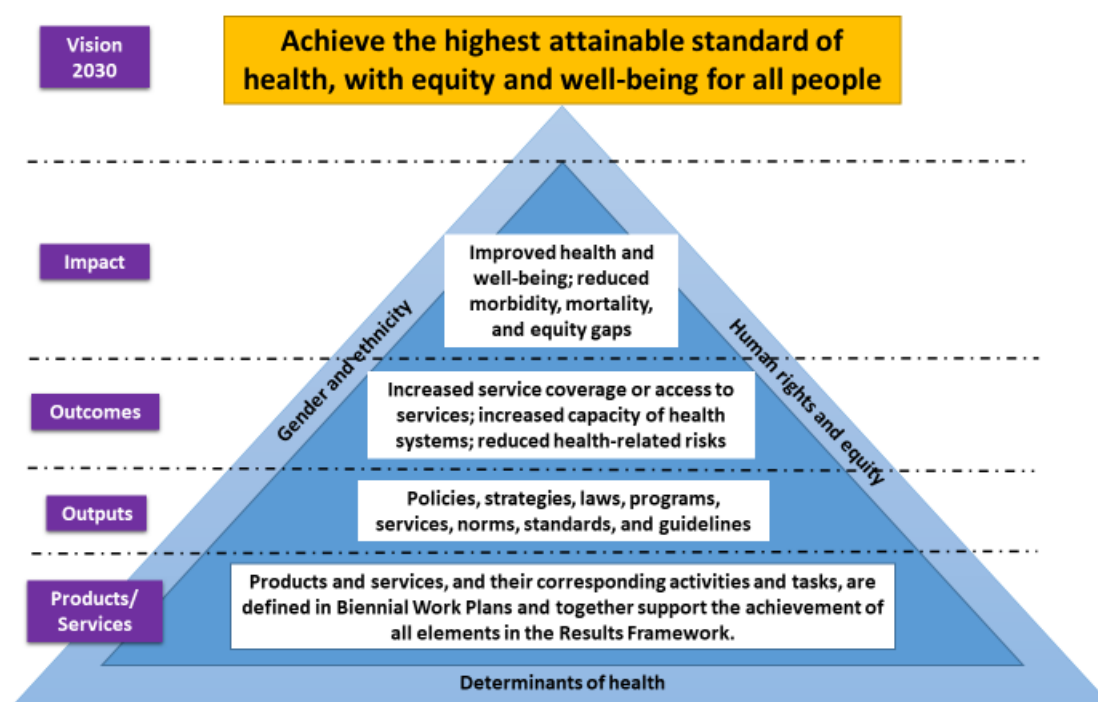 Vision
2030
Achieve the highest attainable standard of
health, with equity and well-being for all people
Impact
Improved health and
well-being; reduced
morbidity, mortality,
and equity gaps
Gender and ethnicity
Human rights and equity
Outcomes
Increased service coverage or access to
services; increased capacity of health
systems; reduced health-related risks
Outputs
Policies, strategies, laws, programs,
services, norms, standards, and guidelines
Products/
Services
Products and services, and their corresponding activities and tasks, are
defined in Biennial Work Plans and together support the achievement of
all elements in the Results Framework.
Determinants of health